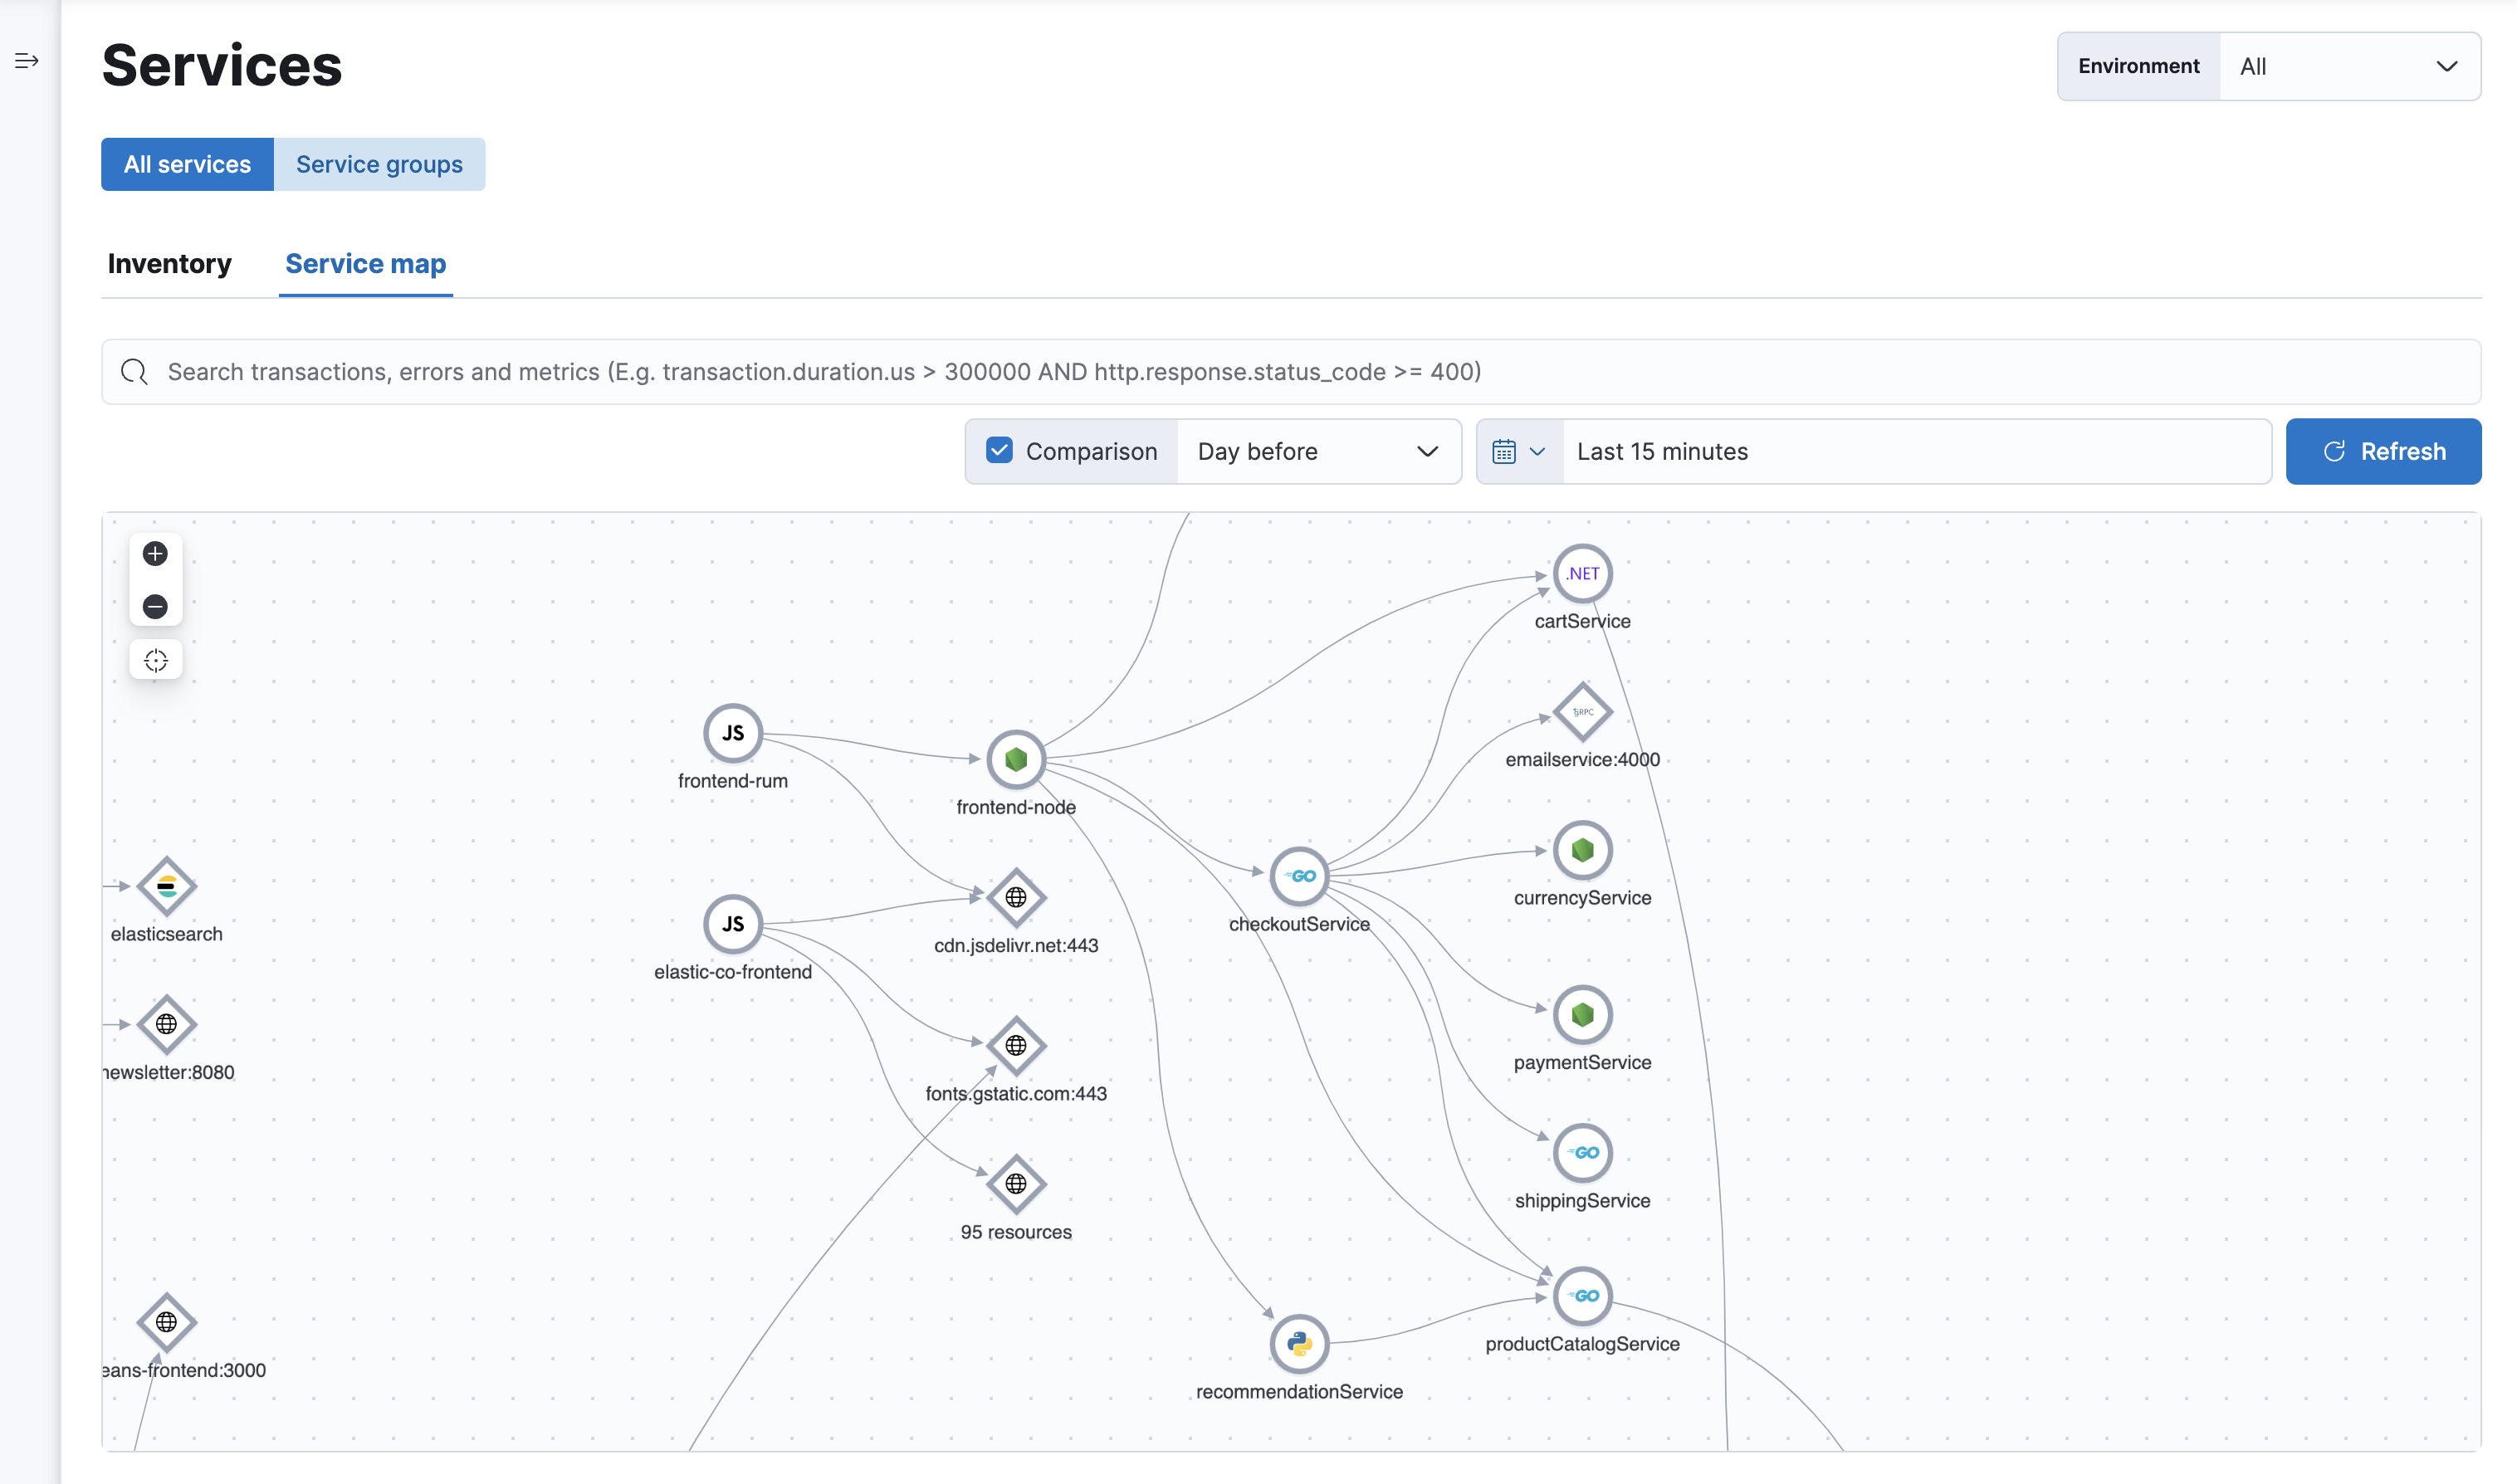 Services
Environment
All
All services
Service groups
Inventory
Service map
Search transactions, errors and metrics (E.g. transaction.duration.us > 300000 AND http.response.status_code >= 400)
Comparison
Day before
Last 15 minutes
Refresh
.NET
cartService
gRPC
emailservice:4000
JS
frontend-rum
frontend-node
GO
checkoutService
currencyService
elasticsearch
JS
elastic-co-frontend
cdn.jsdelivr.net:443
newsletter:8080
fonts.gstatic.com:443
paymentService
95 resources
GO
shippingService
eans-frontend:3000
recommendationService
GO
productCatalogService